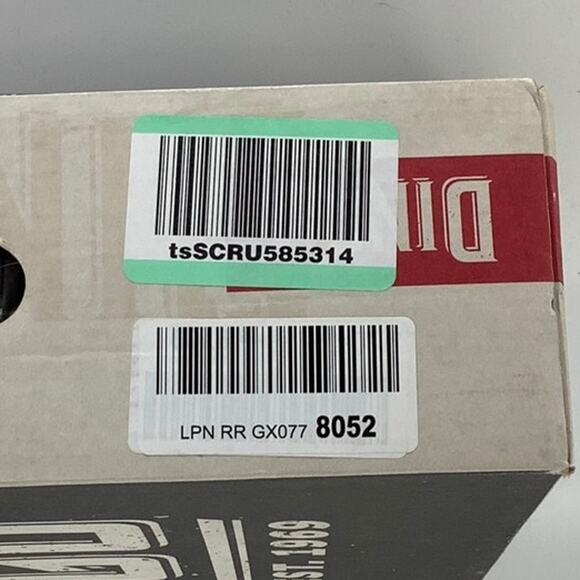 tsSCRU585314
LPN RR GX077 8052
EST. 1969